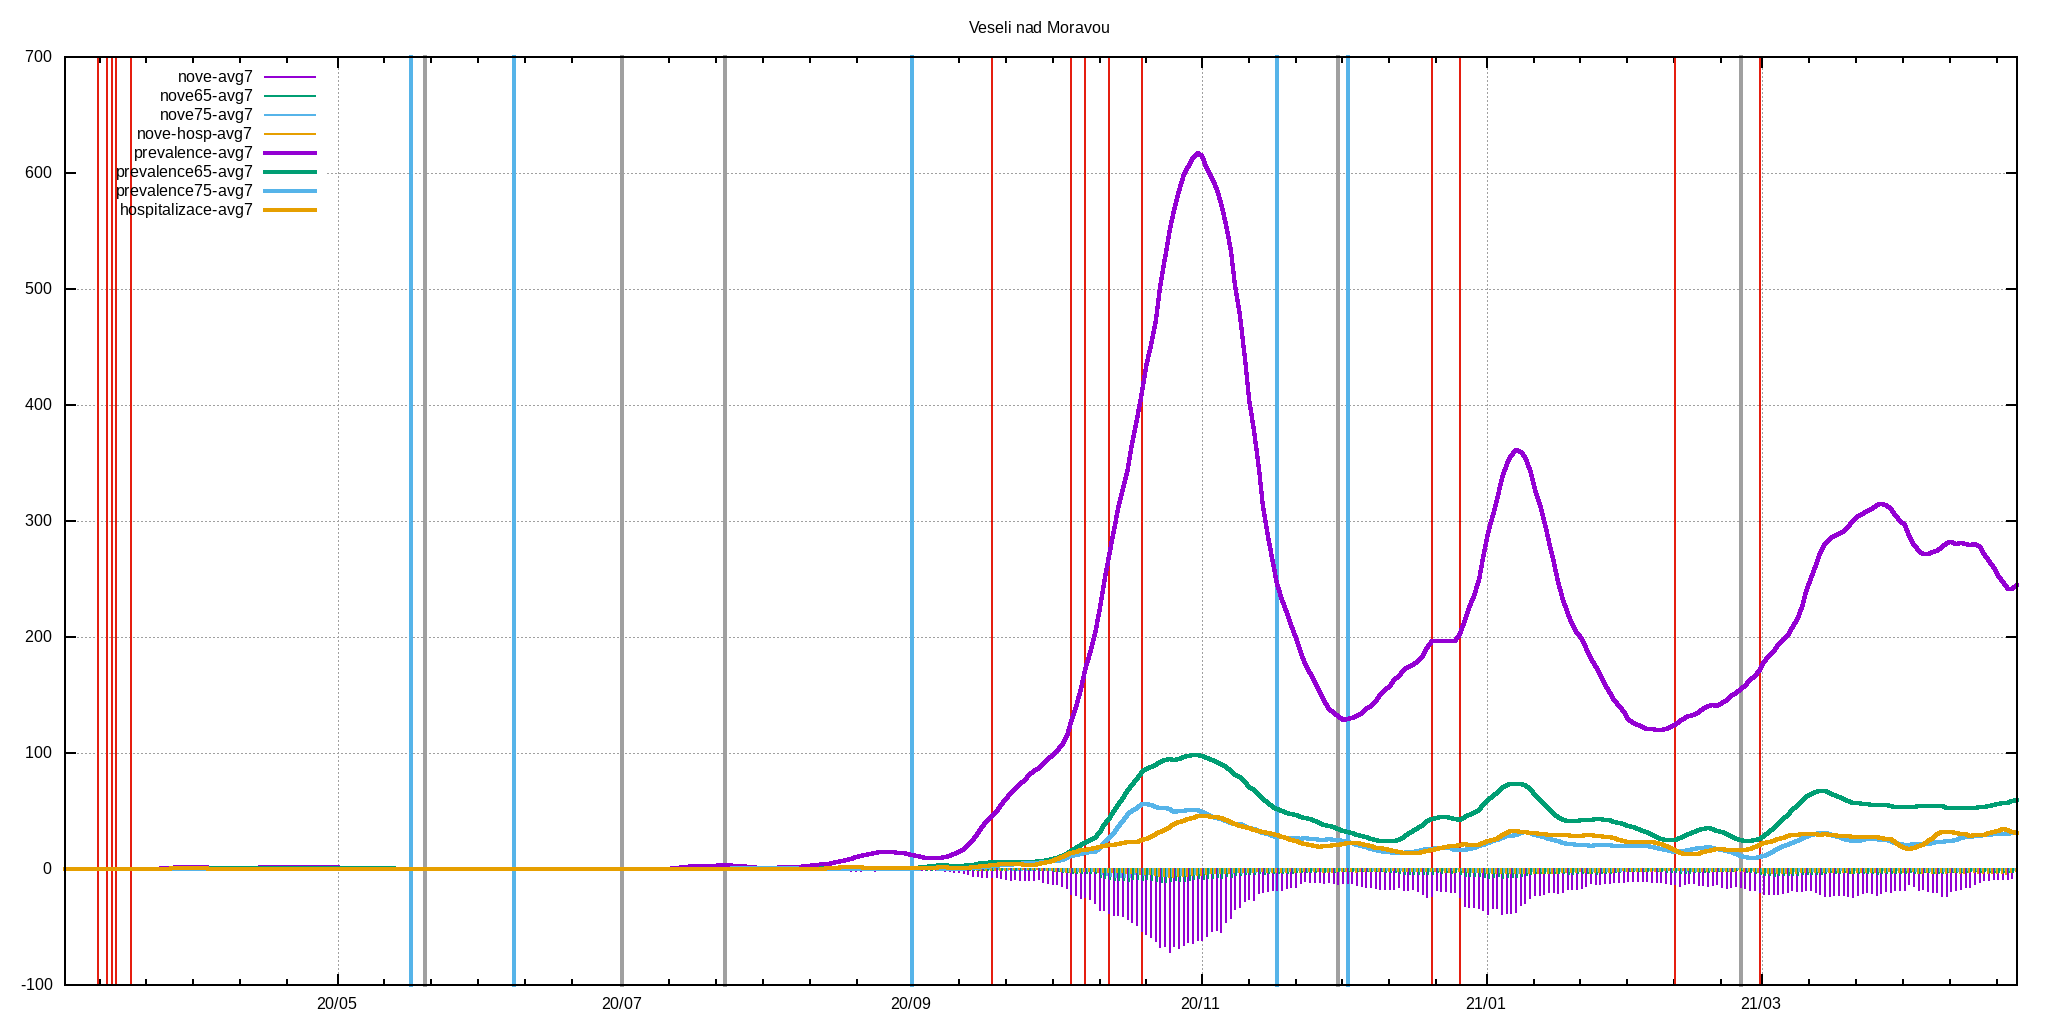 Veseli nad Moravou
700
600
500
400
300
200
100
0
-100
nove-avg7
nove65-avg7
nove75-avg7
nove-hosp-avg7
prevalence-avg7
prevalence65-avg7
prevalence75-avg7
hospitalizace-avg7
20/05
20/07
20/09
20/11
21/01
21/03